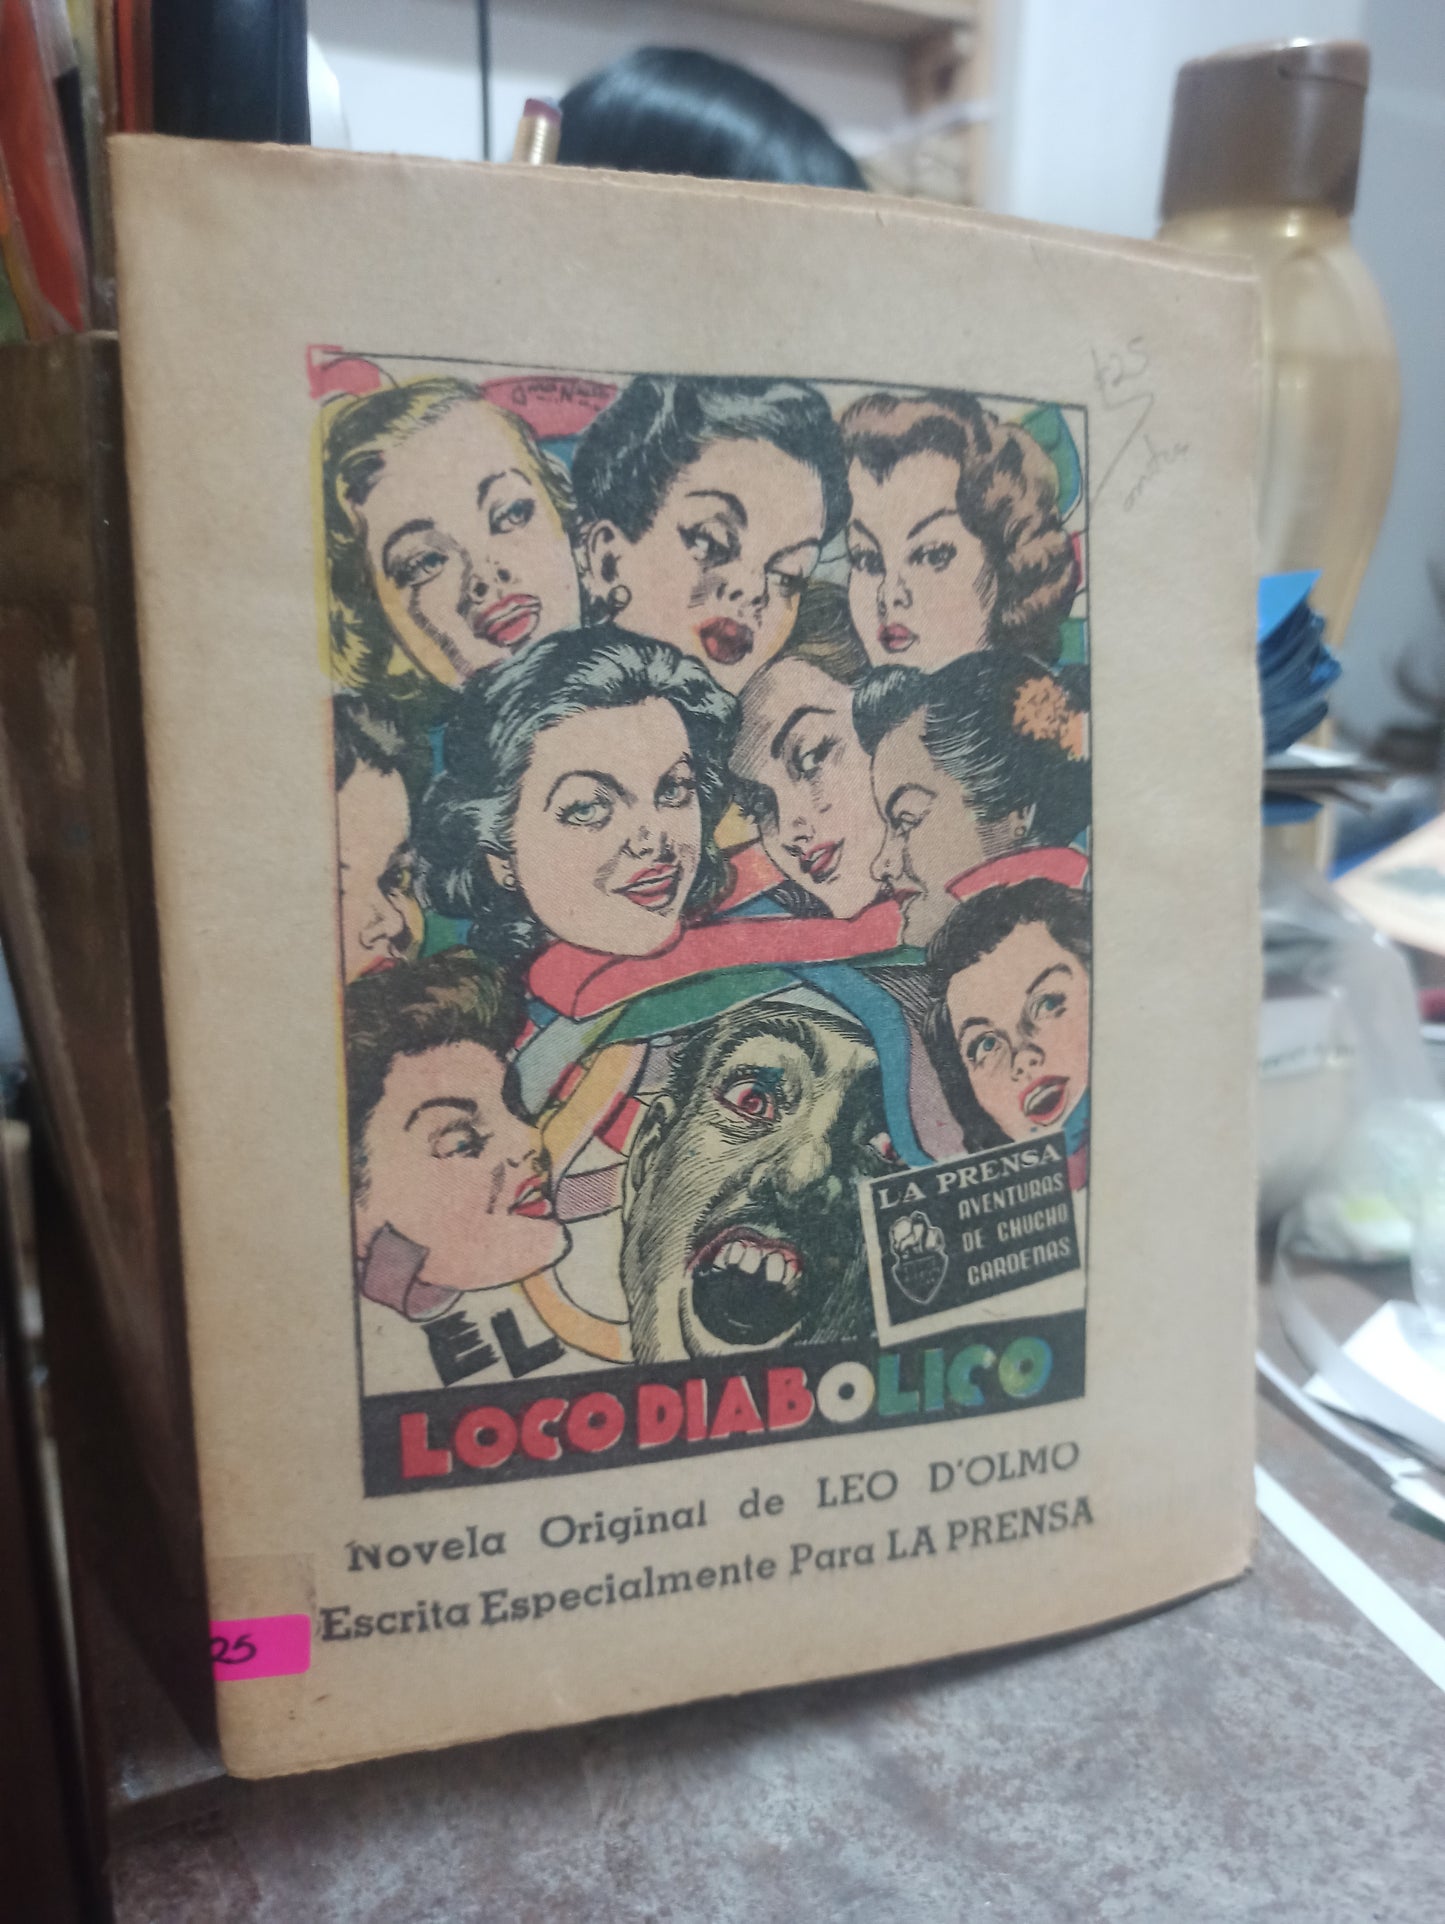 LA PRENSA
AVENTURAS
DE CHUCHO
CARDENAS
EL
LOCO DIABOLICO
Novela Original de LEO D'OLMO
Escrita Especialmente Para LA PRENSA
25